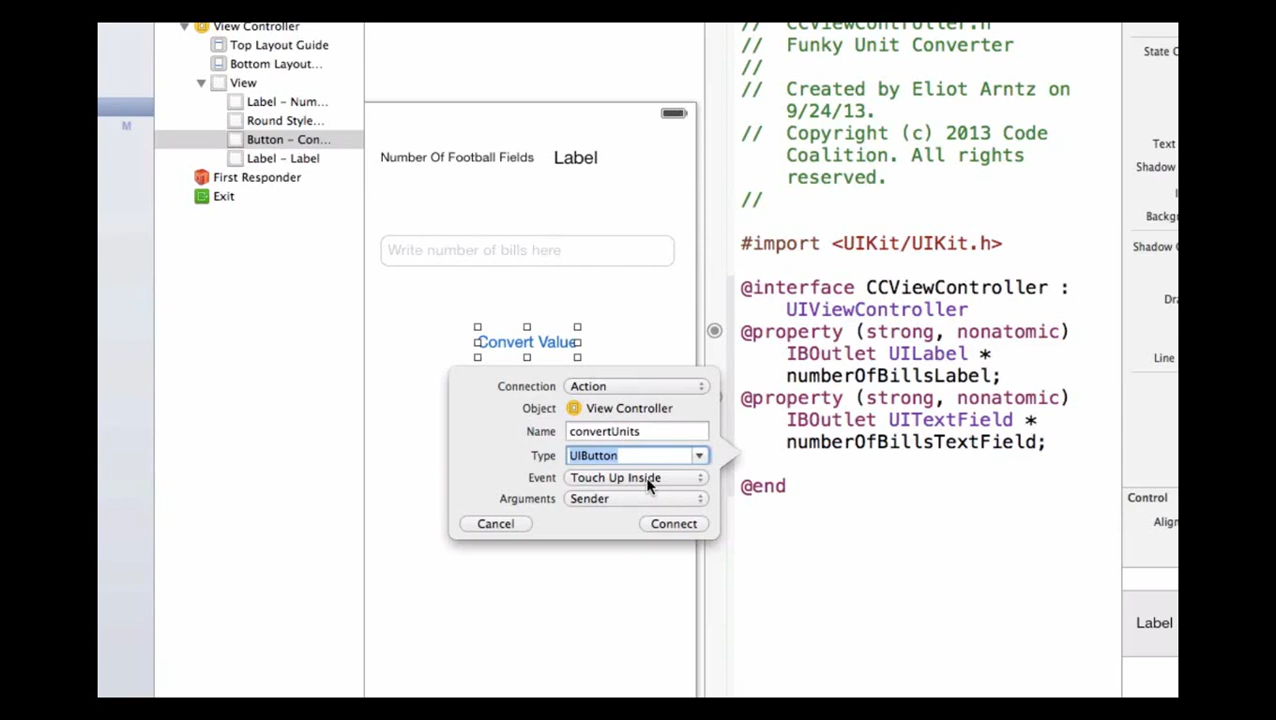 View Controller
Top Layout Guide
Bottom Layout...
View
Label – Num...
Round Style...
Button – Con...
Label – Label
First Responder
Exit
M
Number Of Football Fields
Label
Write number of bills here
Convert Value
Connection
Action
Object
View Controller
Name
convertUnits
Type
UIButton
Event
Touch Up Inside
Arguments
Sender
Cancel
Connect
// CCViewController.h
// Funky Unit Converter
//
// Created by Eliot Arntz on
9/24/13.
// Copyright (c) 2013 Code
Coalition. All rights
reserved.
//
#import <UIKit/UIKit.h>
@interface CCViewController :
UIViewController
@property (strong, nonatomic)
IBOutlet UILabel *
numberOfBillsLabel;
@property (strong, nonatomic)
IBOutlet UITextField *
numberOfBillsTextField;
@end
State C
Text
Shadow
Backg
Shadow
Dra
Line
Control
Align
Label